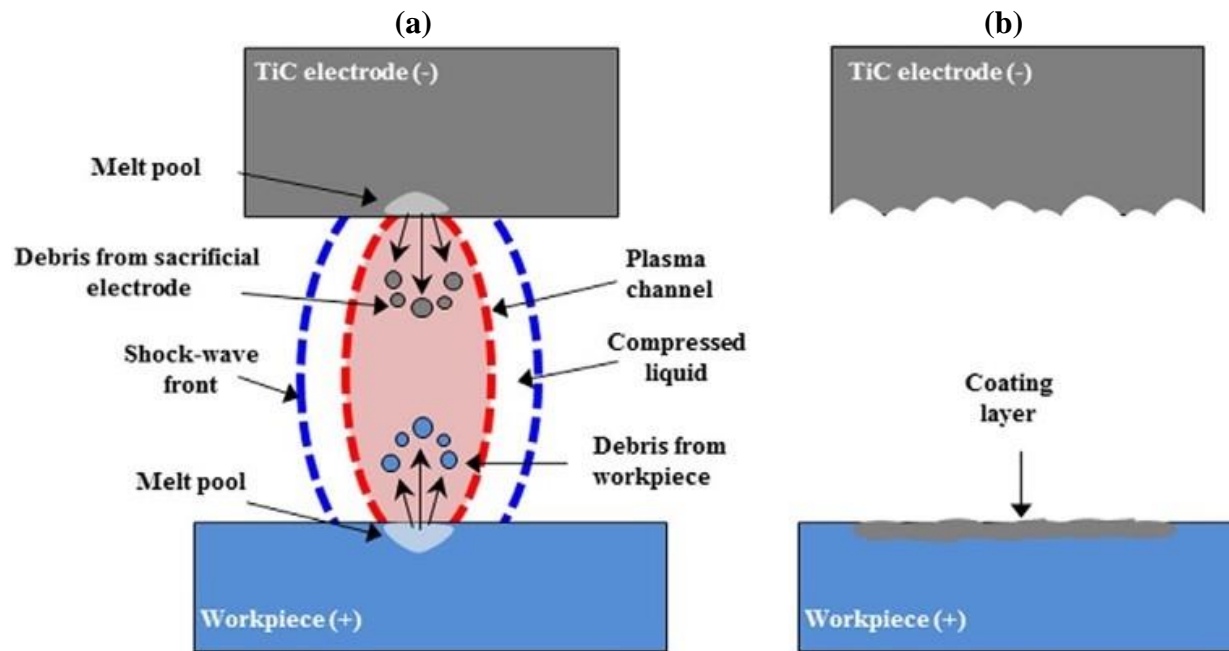 (a)
TiC electrode (-)
Melt pool
Debris from sacrificial
electrode
Plasma
channel
Shock-wave
front
Compressed
liquid
Debris from
workpiece
Melt pool
Workpiece (+)
(b)
TiC electrode (-)
Coating
layer
Workpiece (+)